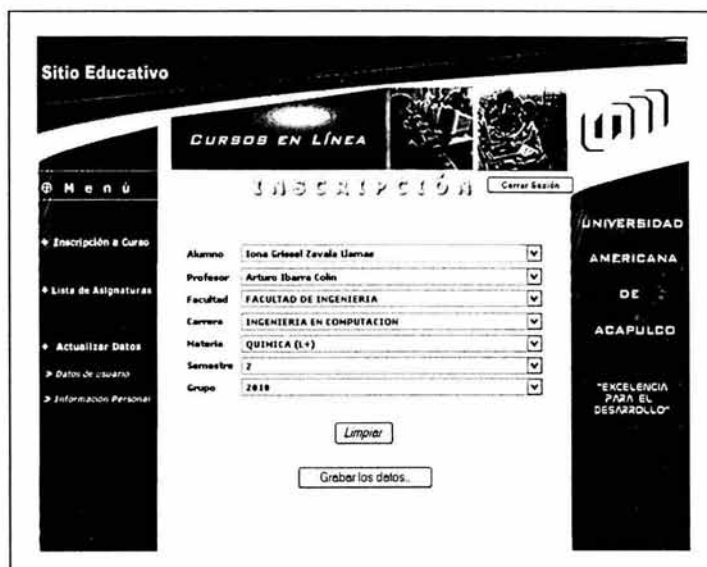 Sitio Educativo
CURSOS EN LÍNEA
Menú
INSCRIPCIÓN
Cerrar Sesión
Inscripción a Curso
Lista de Asignaturas
Actualizar Datos
> Datos de usuario
> Información Personal
Alumno Iona Grissel Zavala Llamas
Profesor Arturo Ibarra Colin
Facultad FACULTAD DE INGENIERIA
Carrera INGENIERIA EN COMPUTACION
Materia QUIMICA (L+)
Semestre 2
Grupo 2010
Limpiar
Grabar los datos..
UNIVERSIDAD
AMERICANA
DE
ACAPULCO
"EXCELENCIA
PARA EL
DESARROLLO"